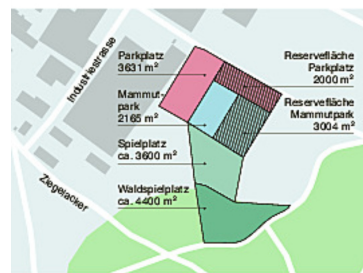 Industriestrasse
Parkplatz
3631 m²
Mammut-
park
2165 m²
Spielplatz
ca. 3600 m²
Waldspielplatz
ca. 4400 m²
Reservefläche
Parkplatz
2000 m²
Reservefläche
Mammutpark
3004 m²
Ziegelacker